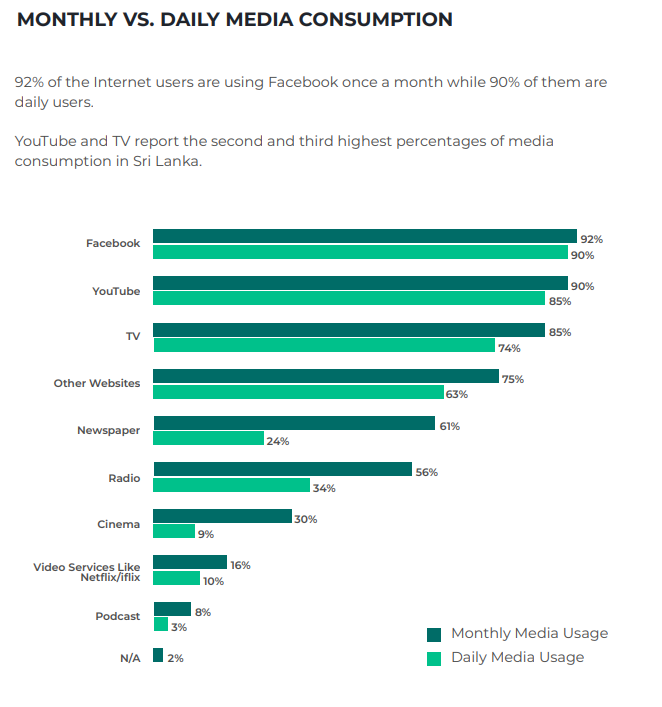 MONTHLY VS. DAILY MEDIA CONSUMPTION
92% of the Internet users are using Facebook once a month while 90% of them are
daily users.
YouTube and TV report the second and third highest percentages of media
consumption in Sri Lanka.
Facebook
92%
90%
YouTube
90%
85%
TV
85%
74%
Other Websites
75%
63%
Newspaper
61%
24%
Radio
56%
34%
Cinema
30%
9%
Video Services Like
Netflix/iflix
16%
10%
Podcast
8%
3%
N/A
2%
Monthly Media Usage
Daily Media Usage